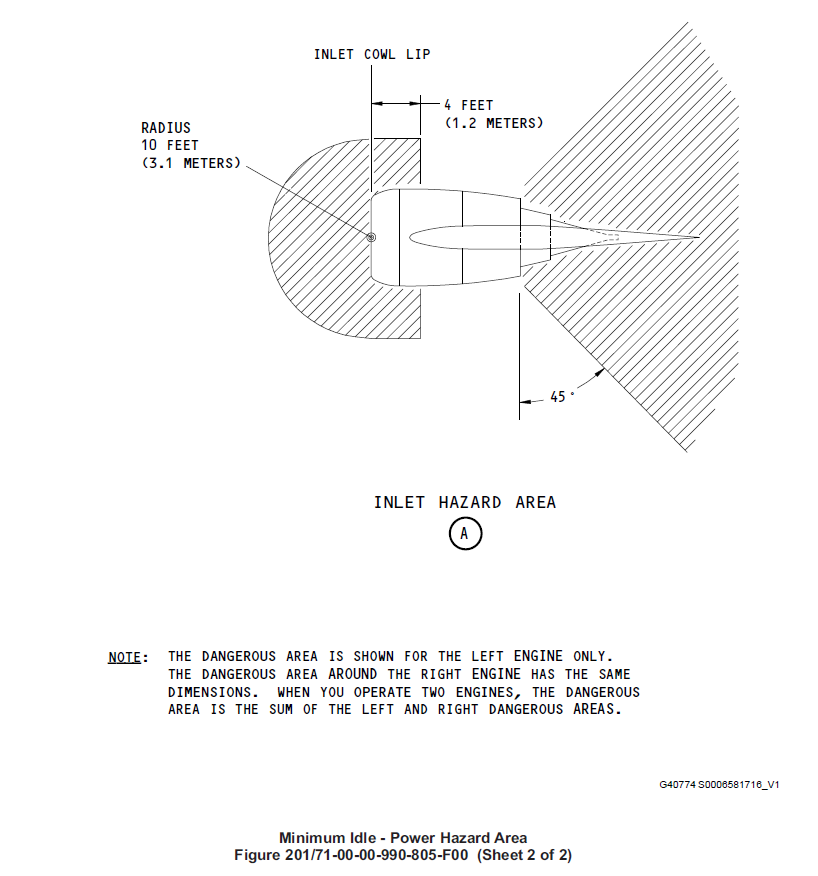 INLET COWL LIP
4 FEET
(1.2 METERS)
RADIUS
10 FEET
(3.1 METERS)
45°
INLET HAZARD AREA
A
NOTE: THE DANGEROUS AREA IS SHOWN FOR THE LEFT ENGINE ONLY.
THE DANGEROUS AREA AROUND THE RIGHT ENGINE HAS THE SAME
DIMENSIONS. WHEN YOU OPERATE TWO ENGINES, THE DANGEROUS
AREA IS THE SUM OF THE LEFT AND RIGHT DANGEROUS AREAS.
G40774 S0006581716_V1
Minimum Idle - Power Hazard Area
Figure 201/71-00-00-990-805-F00 (Sheet 2 of 2)